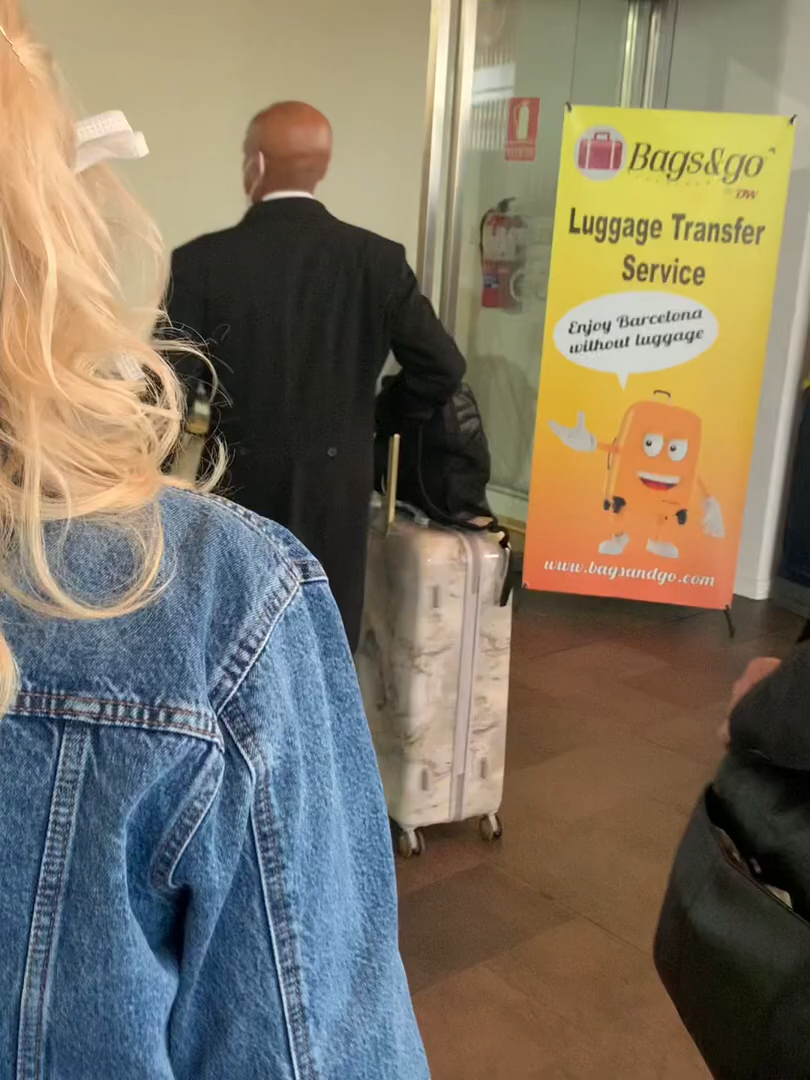 Bags&go
by DW
Luggage Transfer
Service
Enjoy Barcelona
without luggage
www.bagsandgo.com